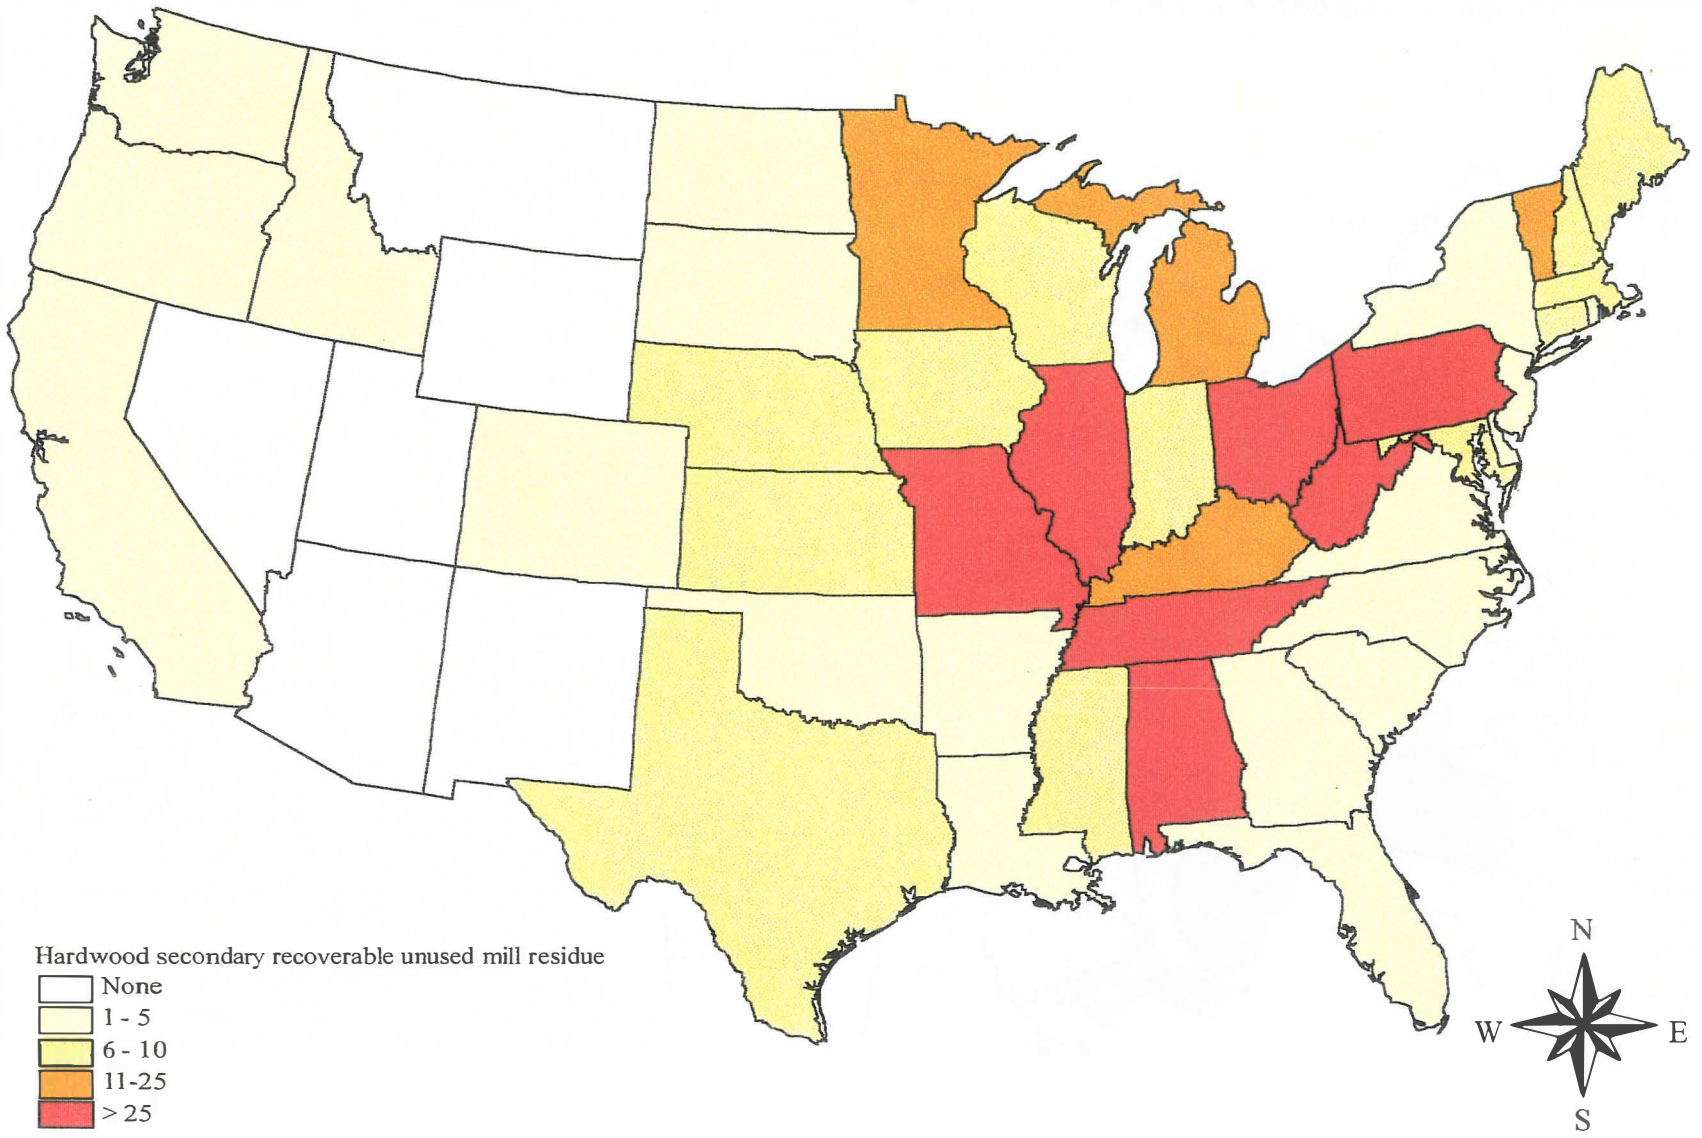 Hardwood secondary recoverable unused mill residue
None
1 - 5
6 - 10
11-25
> 25
N
W E
S